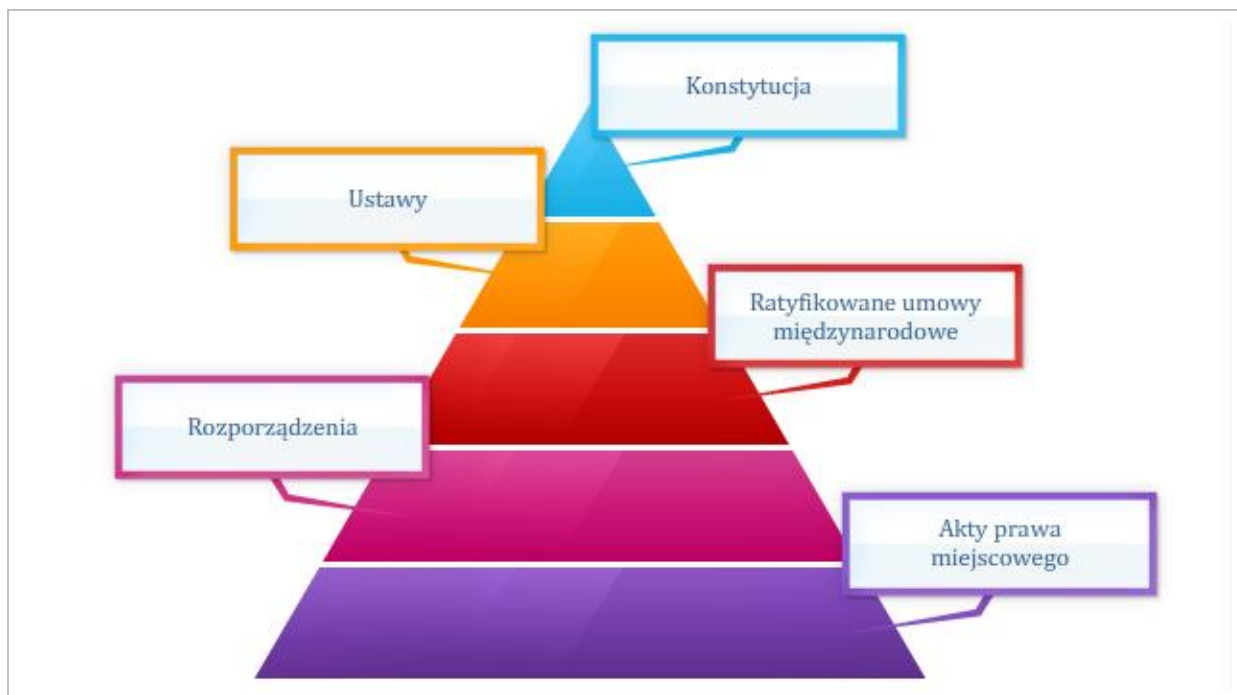 Konstytucja
Ustawy
Ratyfikowane umowy
międzynarodowe
Rozporządzenia
Akty prawa
miejscowego